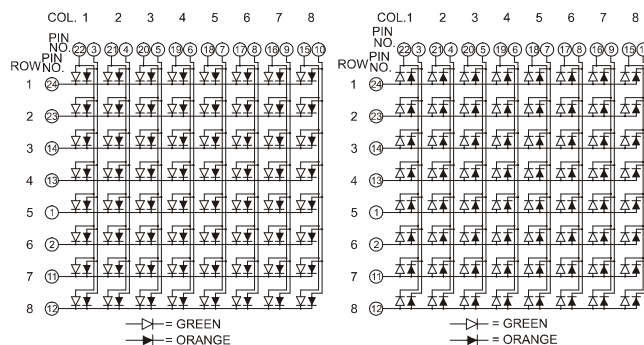 COL. 1 2 3 4 5 6 7 8
PIN NO. 22 3 21 4 20 5 19 6 18 7 17 8 16 9 15 10
ROW PIN NO.
1 24
2 23
3 14
4 13
5 1
6 2
7 11
8 12
= GREEN
= ORANGE
COL.1 2 3 4 5 6 7 8
PIN NO. 22 3 21 4 20 5 19 6 18 7 17 8 16 9 15
ROW PIN NO.
1 24
2 23
3 14
4 13
5 1
6 2
7 11
8 12
= GREEN
= ORANGE